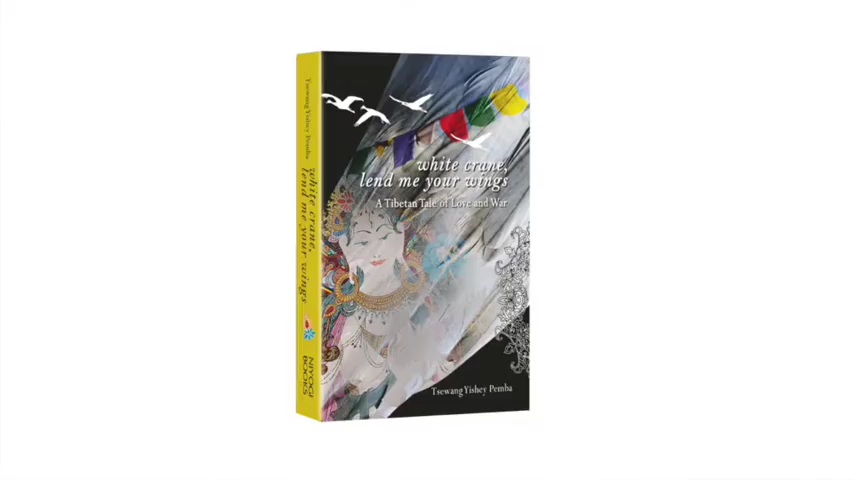 Tsewang Yishey Pemba
white crane,
lend me your wings
NIYOGI
BOOKS
white crane,
lend me your wings
A Tibetan Tale of Love and War
Tsewang Yishey Pemba